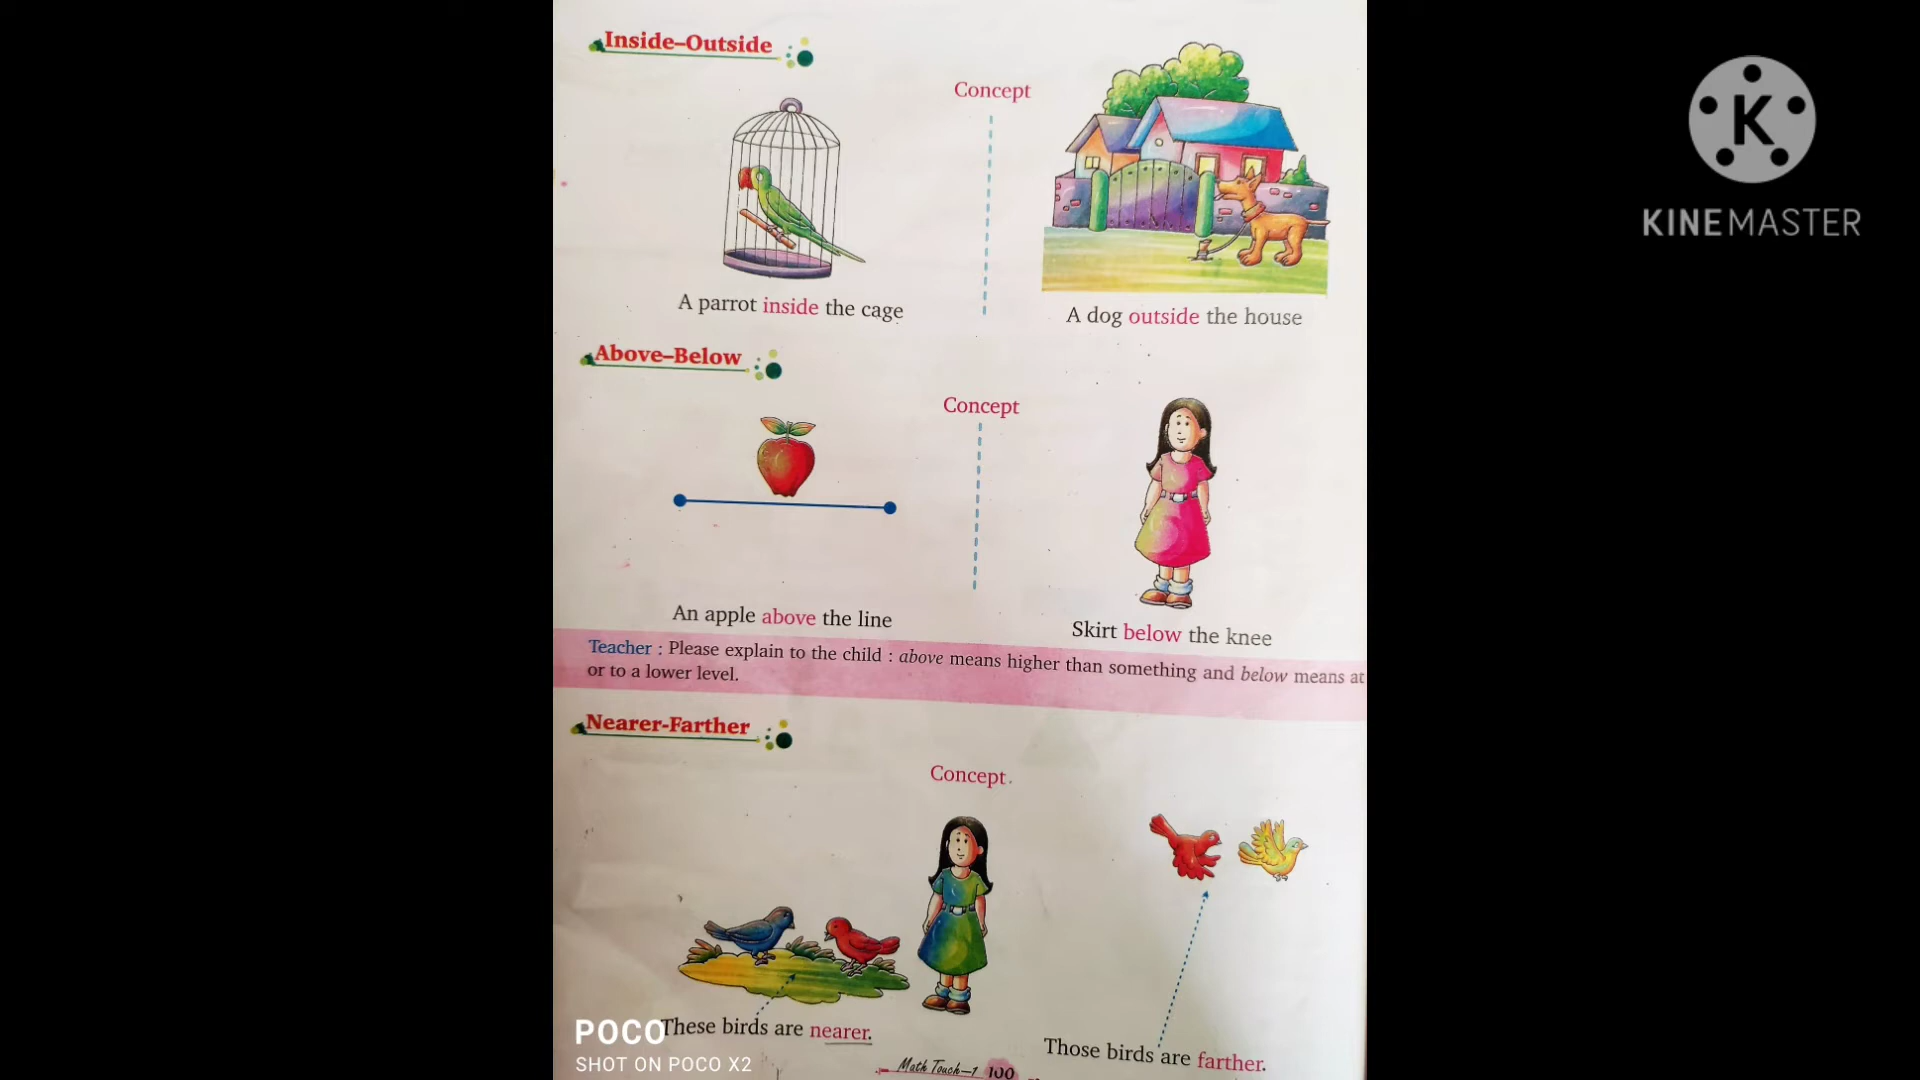 Inside–Outside
Concept
A parrot inside the cage
A dog outside the house
Above–Below
Concept
An apple above the line
Skirt below the knee
Teacher : Please explain to the child : above means higher than something and below means at
or to a lower level.
Nearer-Farther
Concept
These birds are nearer.
Those birds are farther.
Math Touch–1 100
POCO
SHOT ON POCO X2
K
KINEMASTER